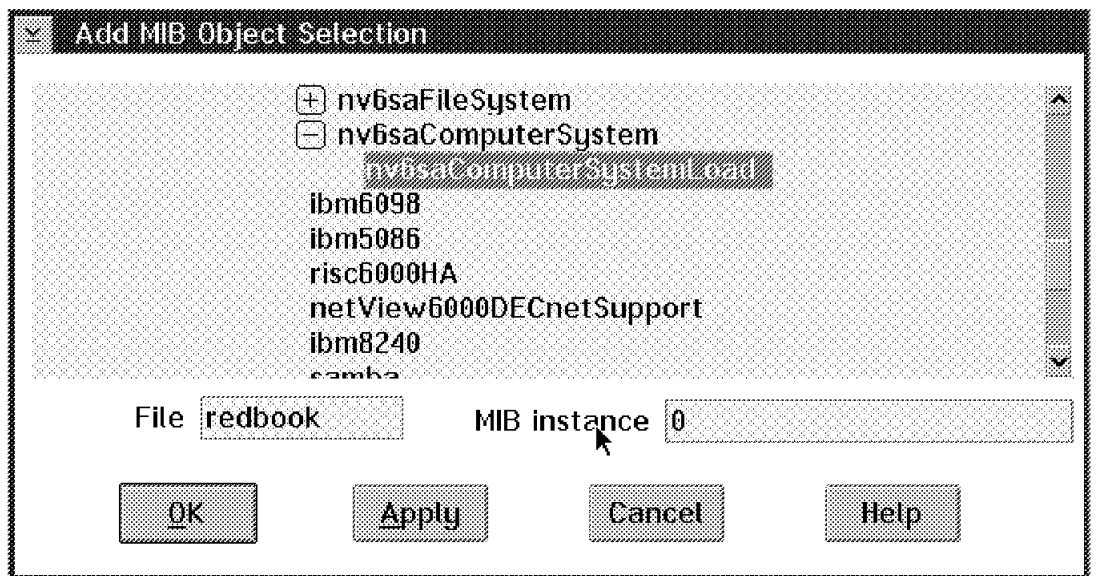 Add MIB Object Selection
+ nv6saFileSystem
- nv6saComputerSystem
nv6saComputerSystemLoad
ibm6098
ibm5086
risc6000HA
netView6000DECnetSupport
ibm8240
samba
File redbook MIB instance 0
OK Apply Cancel Help